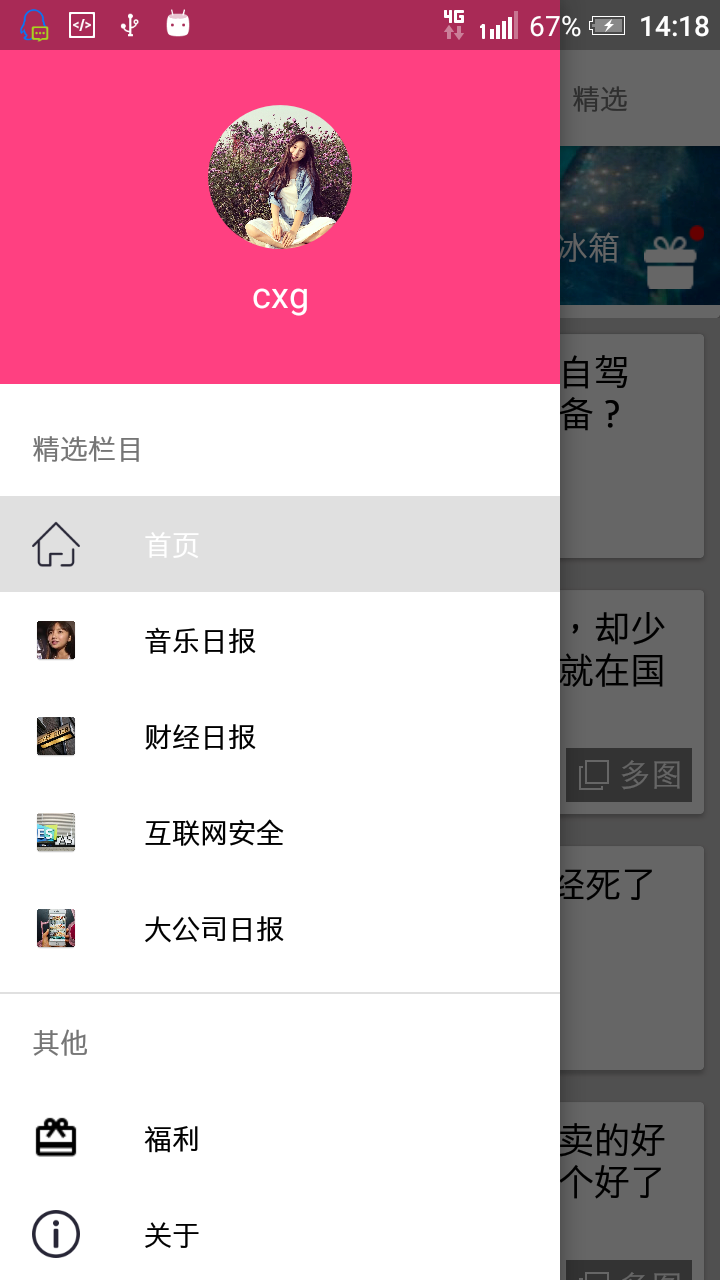 4G 1 67% 14:18
精选
冰箱
cxg
自驾
备？
精选栏目
首页
，却少
就在国
音乐日报
财经日报
多图
互联网安全
经死了
大公司日报
其他
福利
卖的好
个好了
关于
多图